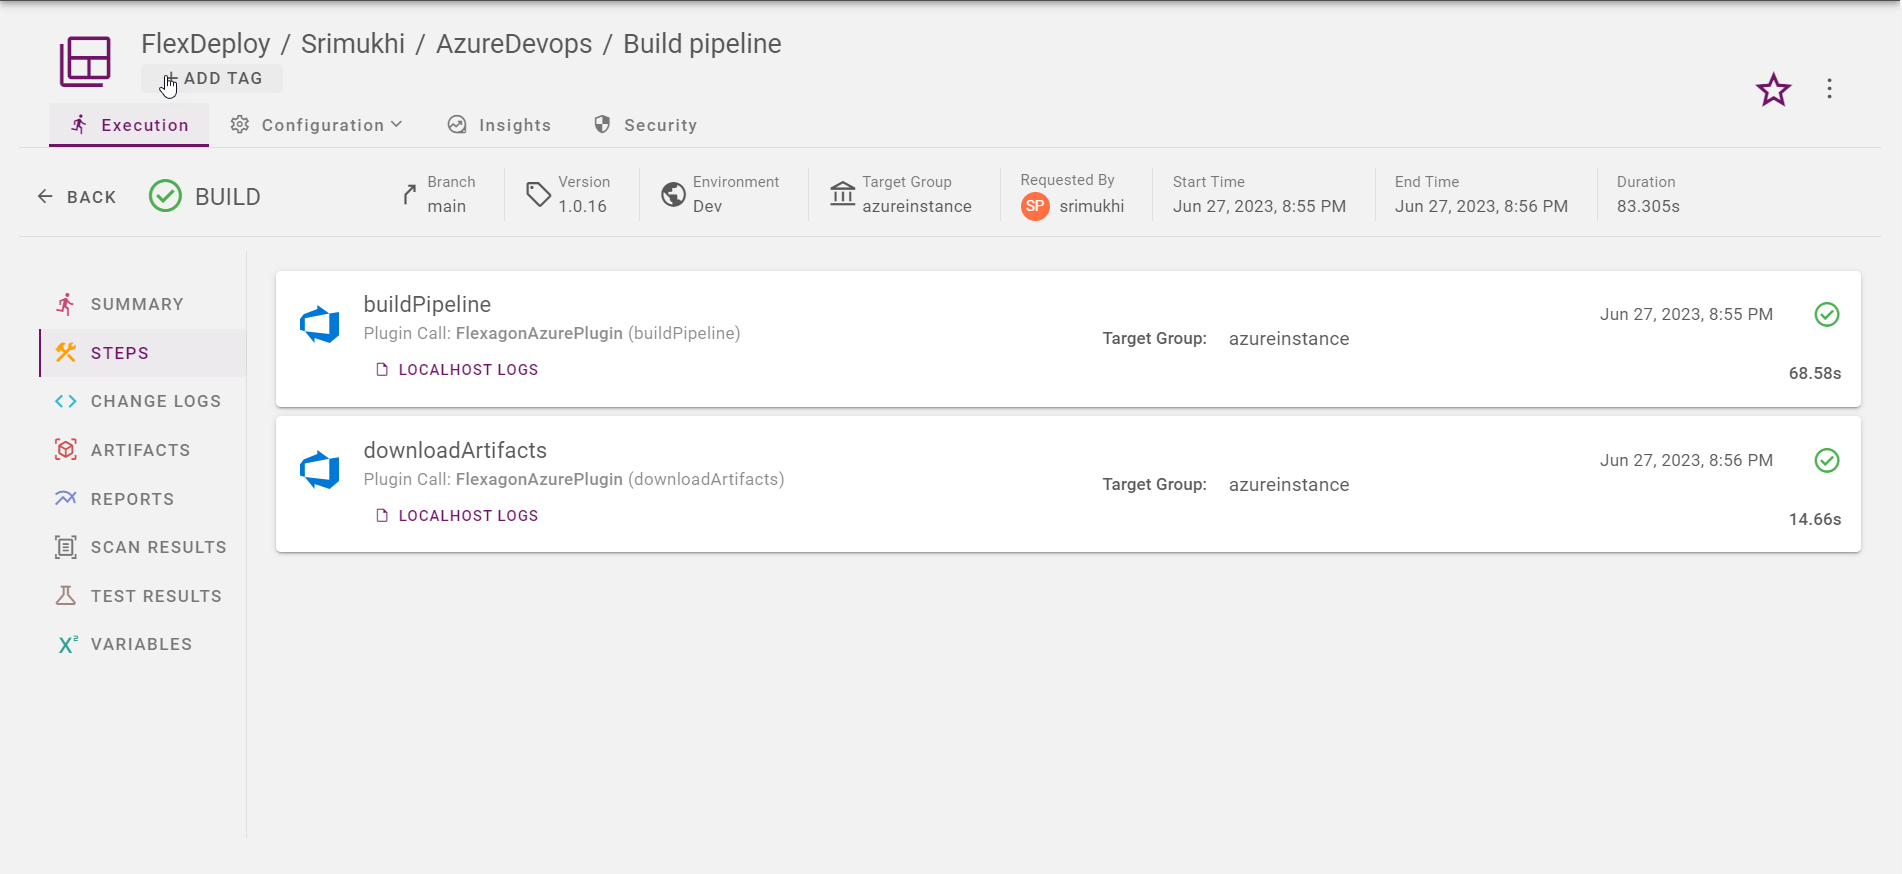 FlexDeploy / Srimukhi / AzureDevops / Build pipeline
+ ADD TAG
Execution Configuration Insights Security
BACK BUILD
Branch
main
Version
1.0.16
Environment
Dev
Target Group
azureinstance
Requested By
SP srimukhi
Start Time
Jun 27, 2023, 8:55 PM
End Time
Jun 27, 2023, 8:56 PM
Duration
83.305s
SUMMARY
STEPS
CHANGE LOGS
ARTIFACTS
REPORTS
SCAN RESULTS
TEST RESULTS
X² VARIABLES
buildPipeline
Plugin Call: FlexagonAzurePlugin (buildPipeline)
LOCALHOST LOGS
Target Group: azureinstance
Jun 27, 2023, 8:55 PM
68.58s
downloadArtifacts
Plugin Call: FlexagonAzurePlugin (downloadArtifacts)
LOCALHOST LOGS
Target Group: azureinstance
Jun 27, 2023, 8:56 PM
14.66s